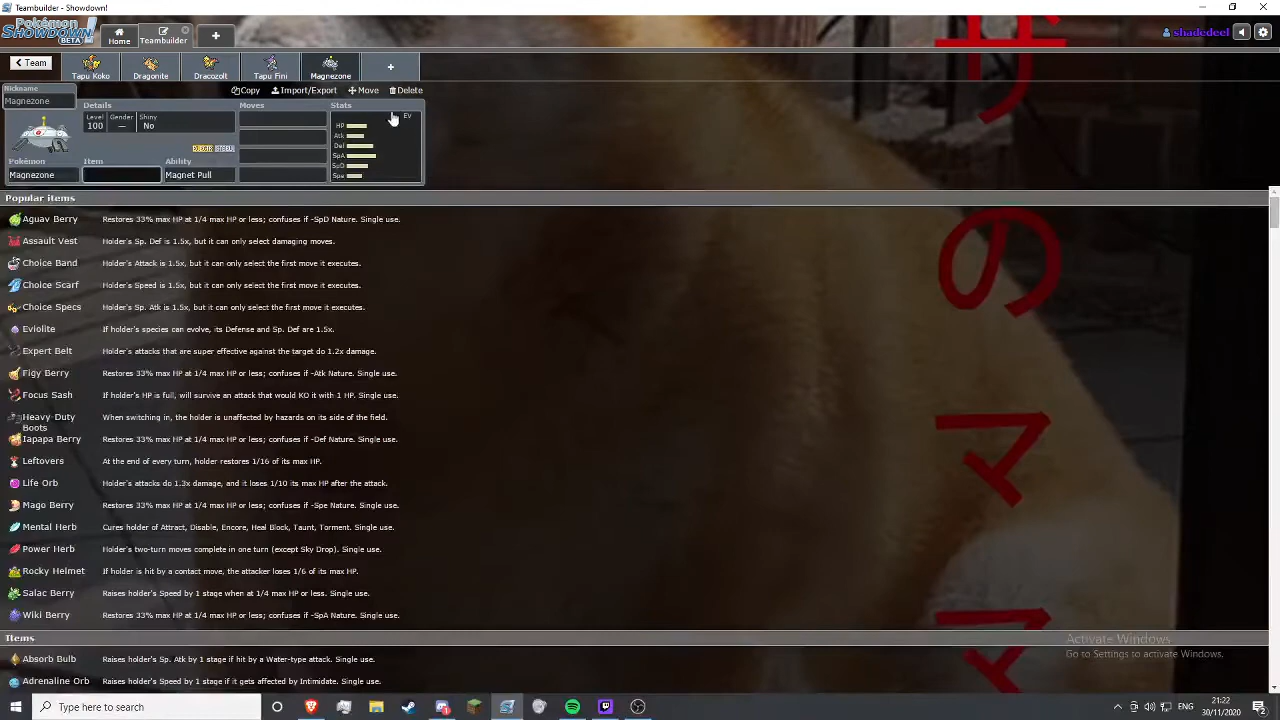 Teambuilder - Showdown!
Pokémon
SHOWDOWN!
BETA
Home
Teambuilder
shadedeel
Team
Tapu Koko
Dragonite
Dracozolt
Tapu Fini
Magnezone
Copy
Import/Export
Move
Delete
Nickname
Magnezone
Details
Moves
Stats
Level
Gender
Shiny
100
—
No
EV
HP
Atk
Def
SpA
SpD
Spe
ELECTR
STEEL
Pokémon
Item
Ability
Magnezone
Magnet Pull
Popular items
Aguav Berry Restores 33% max HP at 1/4 max HP or less; confuses if -SpD Nature. Single use.
Assault Vest Holder's Sp. Def is 1.5x, but it can only select damaging moves.
Choice Band Holder's Attack is 1.5x, but it can only select the first move it executes.
Choice Scarf Holder's Speed is 1.5x, but it can only select the first move it executes.
Choice Specs Holder's Sp. Atk is 1.5x, but it can only select the first move it executes.
Eviolite If holder's species can evolve, its Defense and Sp. Def are 1.5x.
Expert Belt Holder's attacks that are super effective against the target do 1.2x damage.
Figy Berry Restores 33% max HP at 1/4 max HP or less; confuses if -Atk Nature. Single use.
Focus Sash If holder's HP is full, will survive an attack that would KO it with 1 HP. Single use.
Heavy-Duty Boots When switching in, the holder is unaffected by hazards on its side of the field.
Iapapa Berry Restores 33% max HP at 1/4 max HP or less; confuses if -Def Nature. Single use.
Leftovers At the end of every turn, holder restores 1/16 of its max HP.
Life Orb Holder's attacks do 1.3x damage, and it loses 1/10 its max HP after the attack.
Mago Berry Restores 33% max HP at 1/4 max HP or less; confuses if -Spe Nature. Single use.
Mental Herb Cures holder of Attract, Disable, Encore, Heal Block, Taunt, Torment. Single use.
Power Herb Holder's two-turn moves complete in one turn (except Sky Drop). Single use.
Rocky Helmet If holder is hit by a contact move, the attacker loses 1/6 of its max HP.
Salac Berry Raises holder's Speed by 1 stage when at 1/4 max HP or less. Single use.
Wiki Berry Restores 33% max HP at 1/4 max HP or less; confuses if -SpA Nature. Single use.
Items
Absorb Bulb Raises holder's Sp. Atk by 1 stage if hit by a Water-type attack. Single use.
Adrenaline Orb Raises holder's Speed by 1 stage if it gets affected by Intimidate. Single use.
の
マ
マ
Activate Windows
Go to Settings to activate Windows.
Type here to search
ENG
21:22
30/11/2020